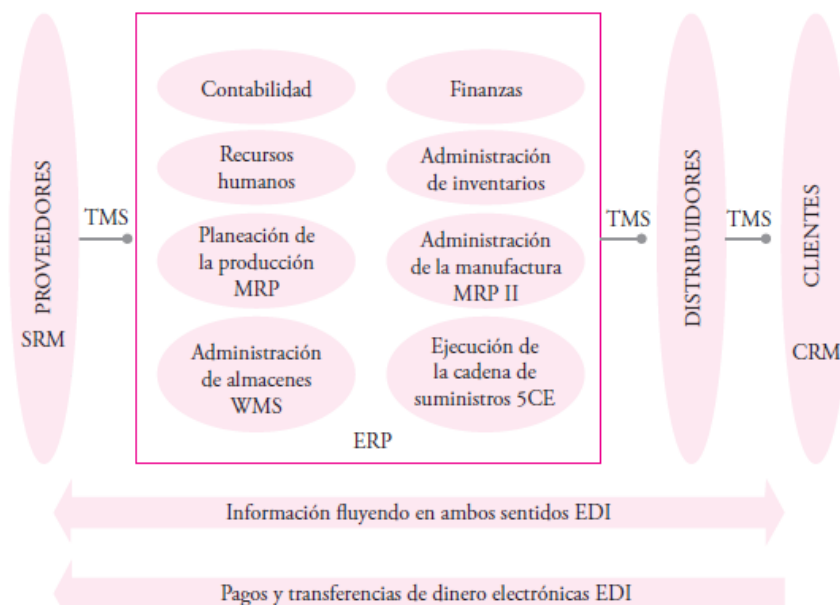 PROVEEDORES
SRM
TMS
Contabilidad
Finanzas
Recursos
humanos
Administración
de inventarios
Planeación de
la producción
MRP
Administración
de la manufactura
MRP II
Administración
de almacenes
WMS
Ejecución de
la cadena de
suministros 5CE
ERP
TMS
DISTRIBUIDORES
TMS
CLIENTES
CRM
Información fluyendo en ambos sentidos EDI
Pagos y transferencias de dinero electrónicas EDI